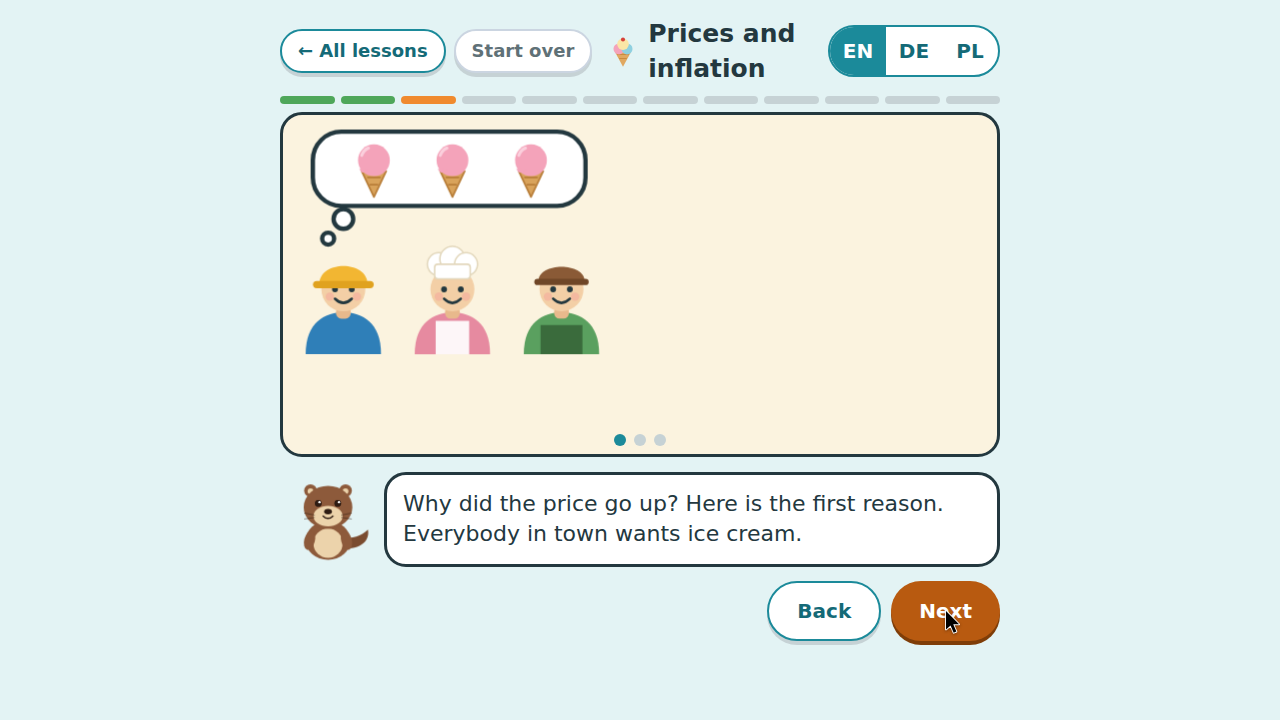 ← All lessons
Start over
Prices and
inflation
EN DE PL
Why did the price go up? Here is the first reason.
Everybody in town wants ice cream.
Back
Next